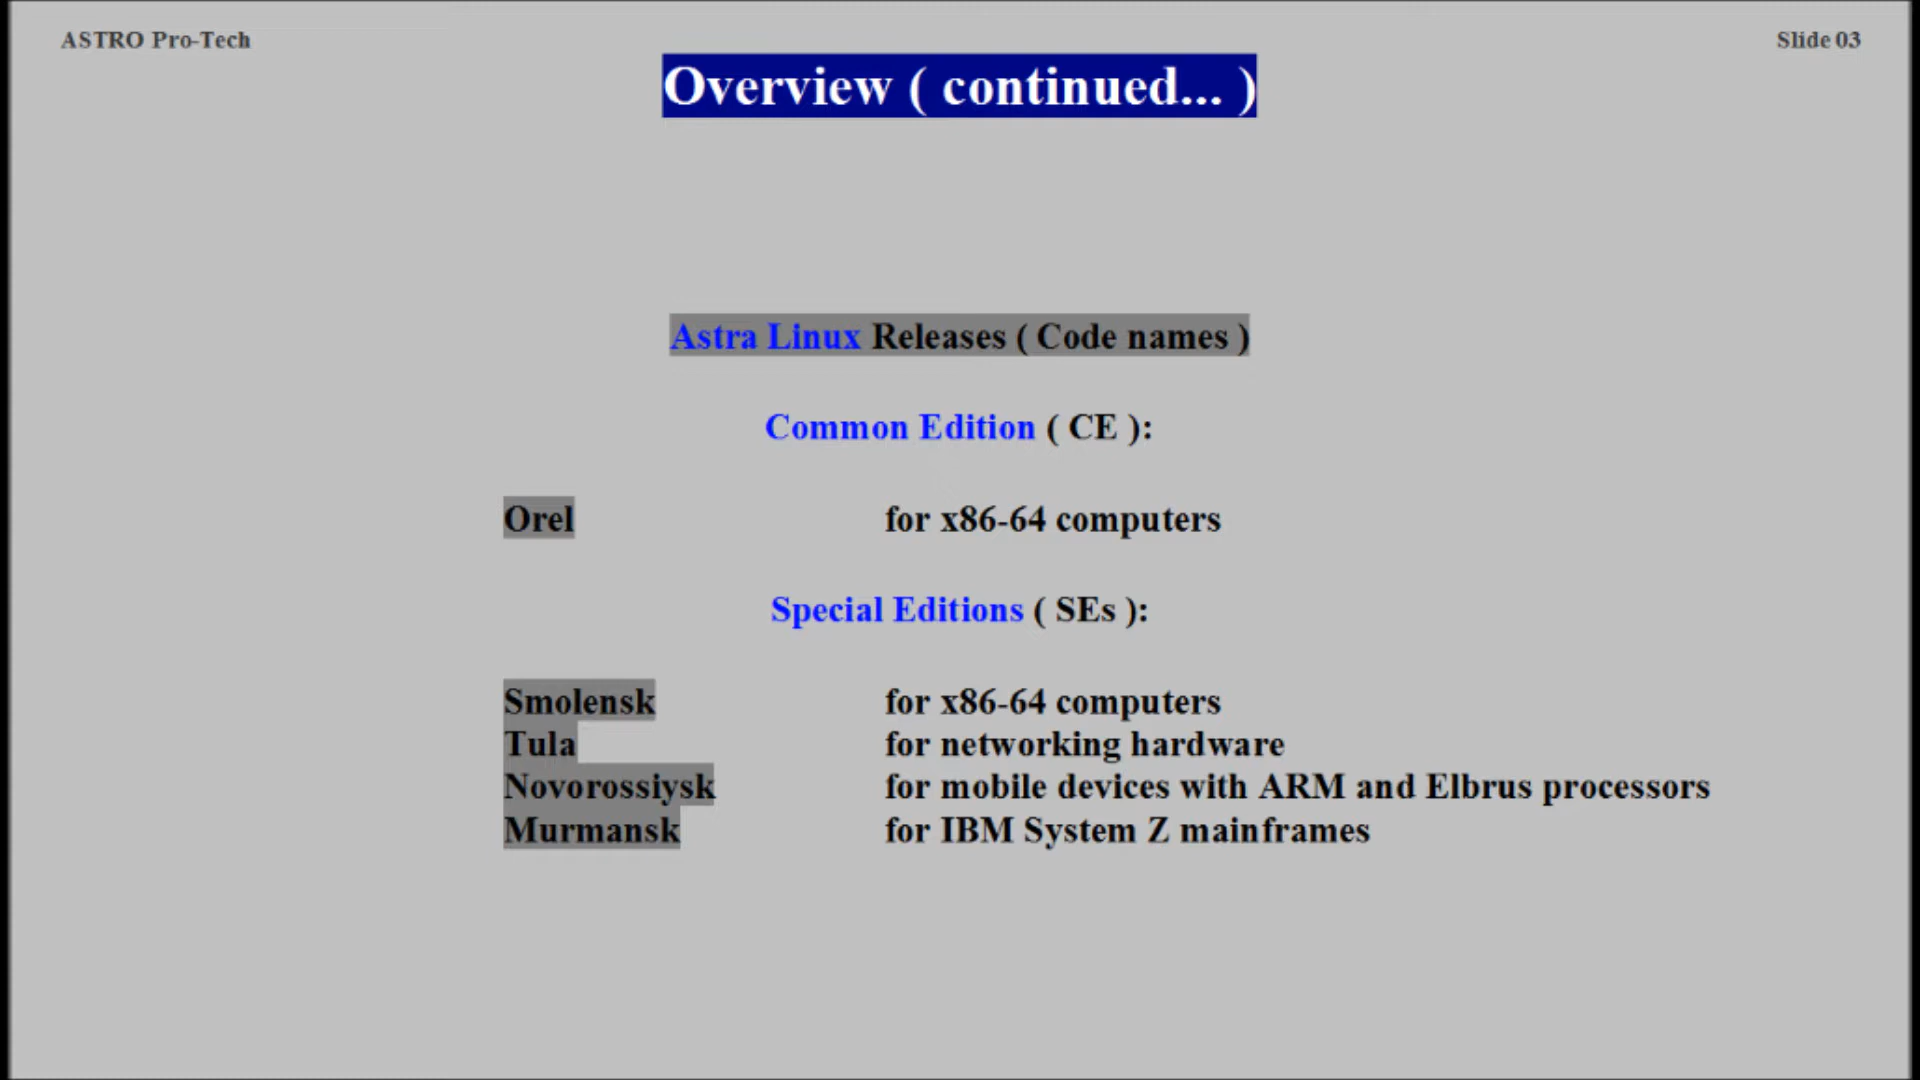 ASTRO Pro-Tech Slide 03
Overview ( continued... )
Astra Linux Releases ( Code names )
Common Edition ( CE ):
Orel for x86-64 computers
Special Editions ( SEs ):
Smolensk for x86-64 computers
Tula for networking hardware
Novorossiysk for mobile devices with ARM and Elbrus processors
Murmansk for IBM System Z mainframes